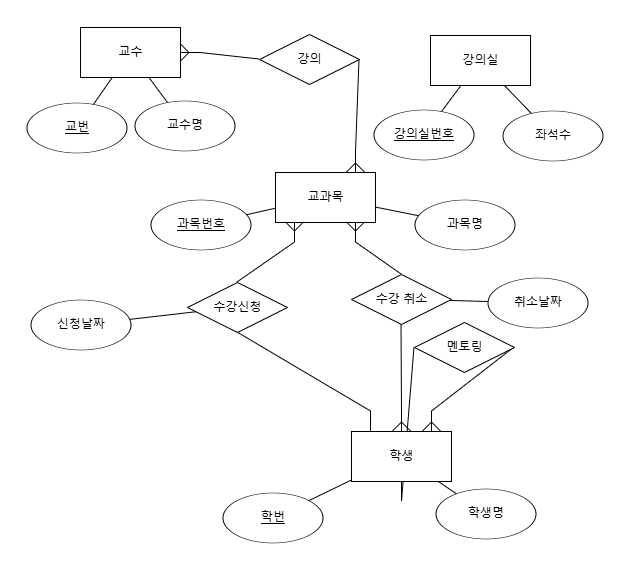 교수
강의
강의실
교번
교수명
강의실번호
좌석수
교과목
과목번호
과목명
수강신청
수강 취소
취소날짜
신청날짜
멘토링
학생
학번
학생명